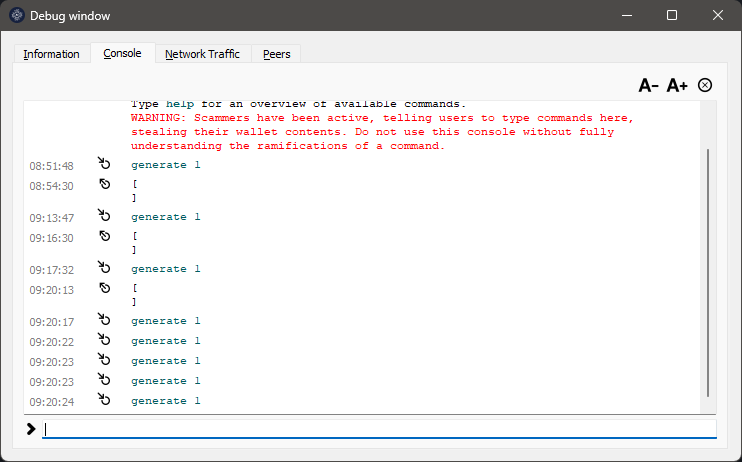 Debug window
Information Console Network Traffic Peers
A- A+
Type help for an overview of available commands.
WARNING: Scammers have been active, telling users to type commands here,
stealing their wallet contents. Do not use this console without fully
understanding the ramifications of a command.
08:51:48 generate 1
08:54:30 [
]
09:13:47 generate 1
09:16:30 [
]
09:17:32 generate 1
09:20:13 [
]
09:20:17 generate 1
09:20:22 generate 1
09:20:23 generate 1
09:20:23 generate 1
09:20:24 generate 1